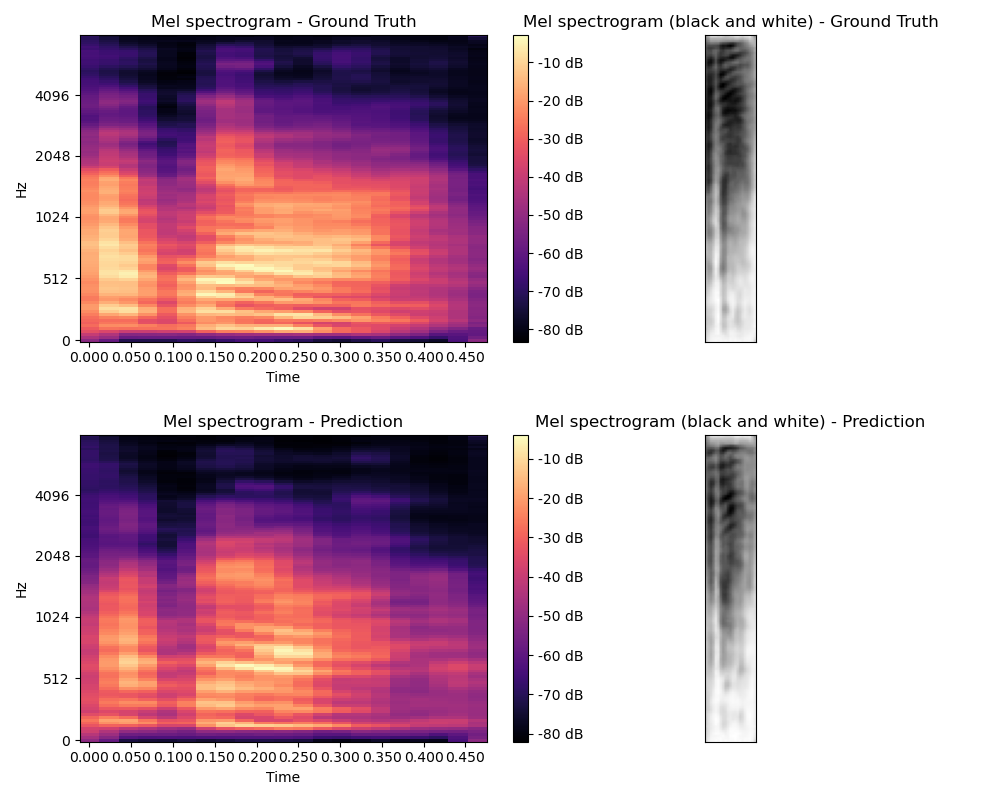 Mel spectrogram - Ground Truth
Mel spectrogram (black and white) - Ground Truth
4096
2048
1024
512
0
Hz
0.000 0.050 0.100 0.150 0.200 0.250 0.300 0.350 0.400 0.450
Time
-10 dB
-20 dB
-30 dB
-40 dB
-50 dB
-60 dB
-70 dB
-80 dB
Mel spectrogram - Prediction
Mel spectrogram (black and white) - Prediction
4096
2048
1024
512
0
Hz
0.000 0.050 0.100 0.150 0.200 0.250 0.300 0.350 0.400 0.450
Time
-10 dB
-20 dB
-30 dB
-40 dB
-50 dB
-60 dB
-70 dB
-80 dB